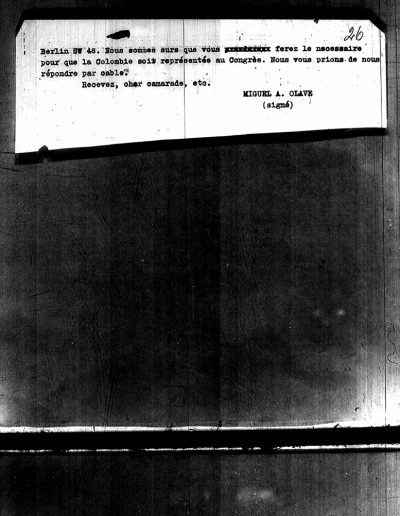 26
Berlin SW 48. Nous sommes surs que vous ferez le necessaire
pour que la Colombie soit représentée au Congrès. Nous vous prions de nous
répondre par cable.
Recevez, cher camarade, etc.
MIGUEL A. OLAVE
(signé)